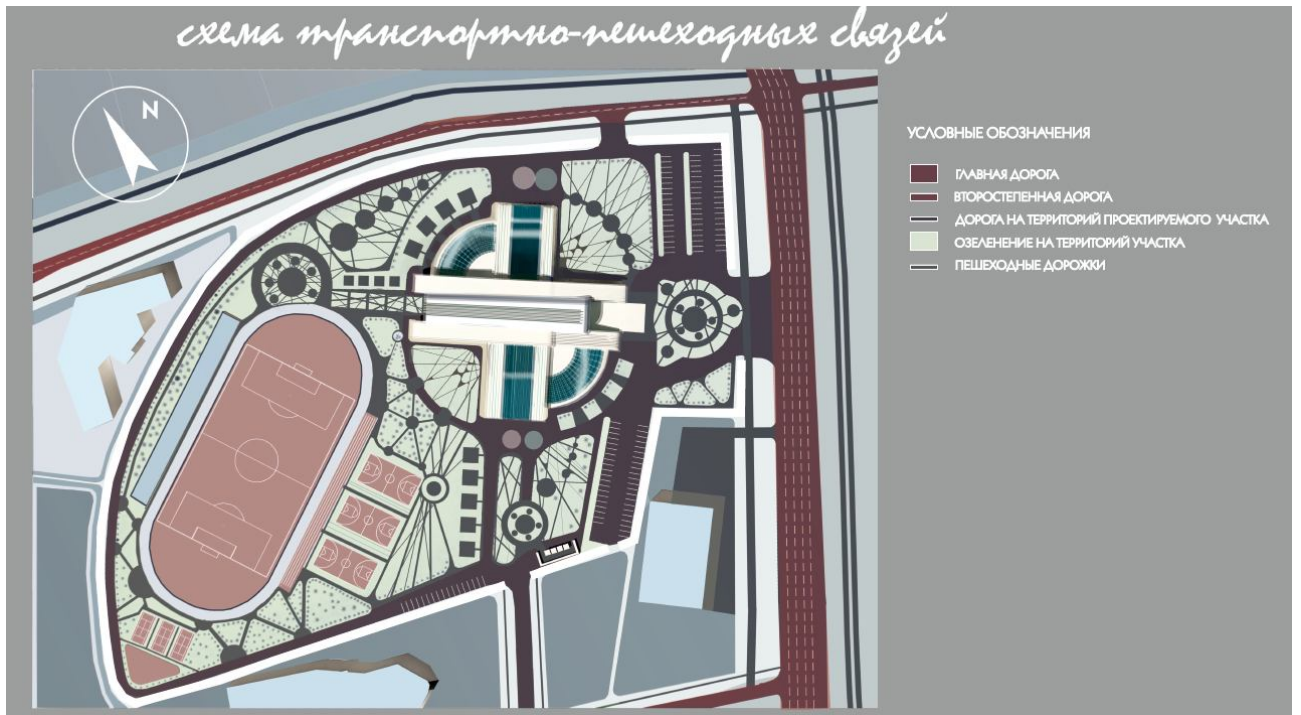 схема транспортно-пешеходных связей
N
УСЛОВНЫЕ ОБОЗНАЧЕНИЯ
ГЛАВНАЯ ДОРОГА
ВТОРОСТЕПЕННАЯ ДОРОГА
ДОРОГА НА ТЕРРИТОРИЙ ПРОЕКТИРУЕМОГО УЧАСТКА
ОЗЕЛЕНЕНИЕ НА ТЕРРИТОРИЙ УЧАСТКА
ПЕШЕХОДНЫЕ ДОРОЖКИ